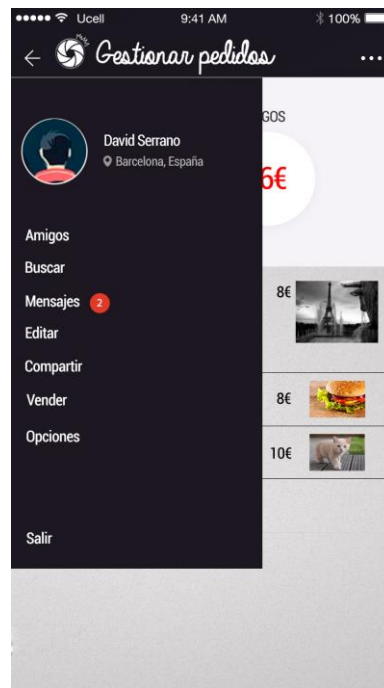 Ucell 9:41 AM 100%
Gestionar pedidos
David Serrano
Barcelona, España
GOS
6€
Amigos
Buscar
Mensajes 2
8€
Editar
Compartir
Vender
8€
Opciones
10€
Salir